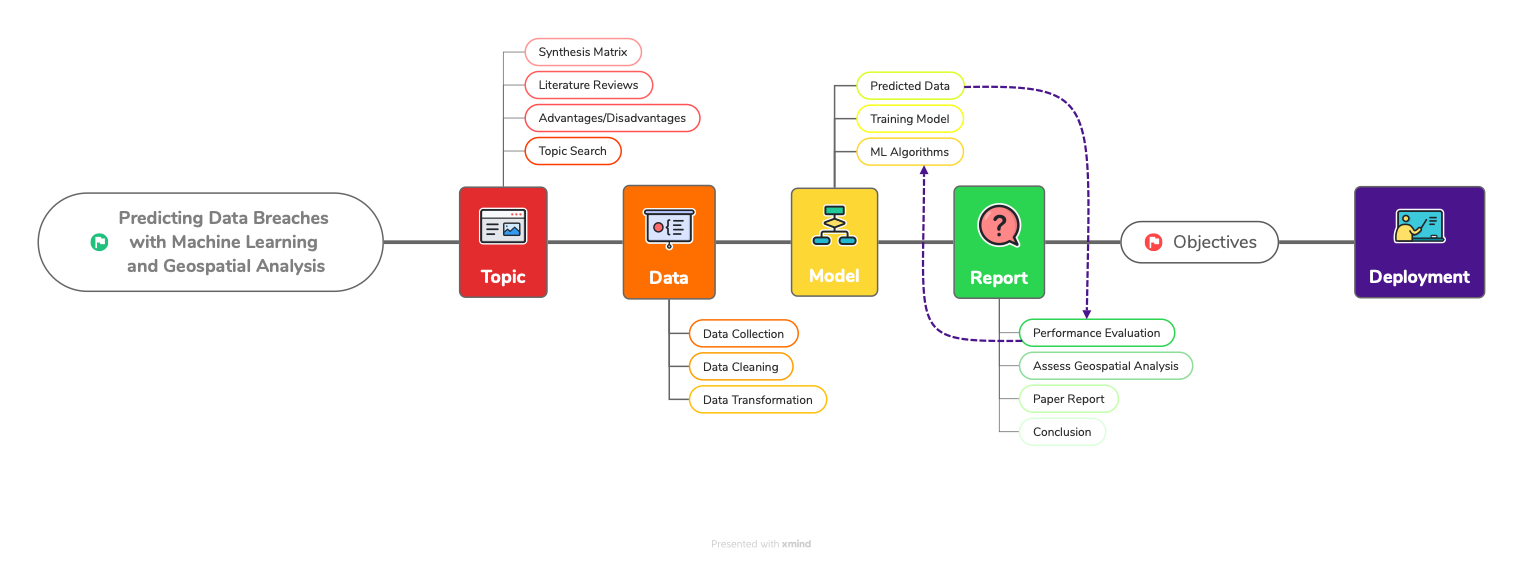 Predicting Data Breaches
with Machine Learning
and Geospatial Analysis
Synthesis Matrix
Literature Reviews
Advantages/Disadvantages
Topic Search
Topic
Data
Data Collection
Data Cleaning
Data Transformation
Predicted Data
Training Model
ML Algorithms
Model
Report
Performance Evaluation
Assess Geospatial Analysis
Paper Report
Conclusion
Objectives
Deployment
Presented with xmind